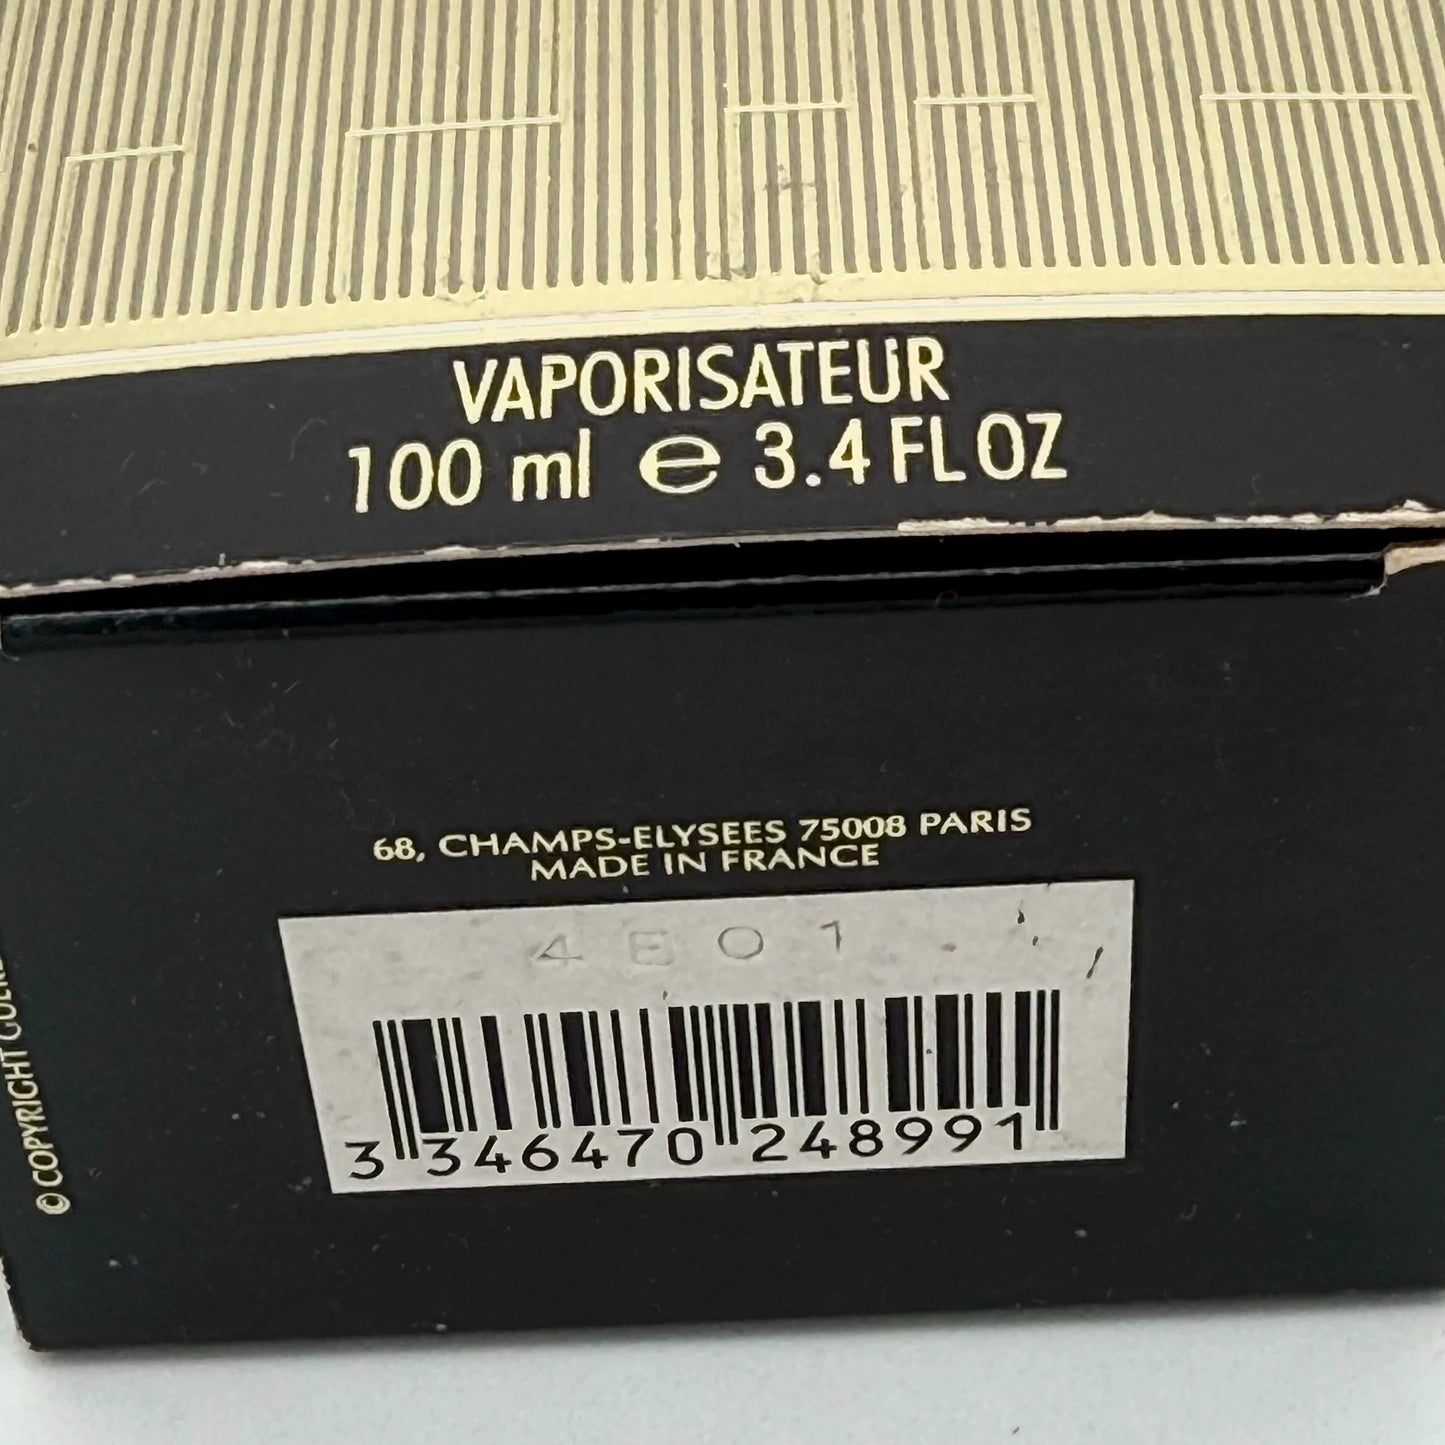 VAPORISATEUR
100 ml e 3.4 FL OZ
68, CHAMPS-ELYSEES 75008 PARIS
MADE IN FRANCE
4E01
3 346470 248991
© COPYRIGHT